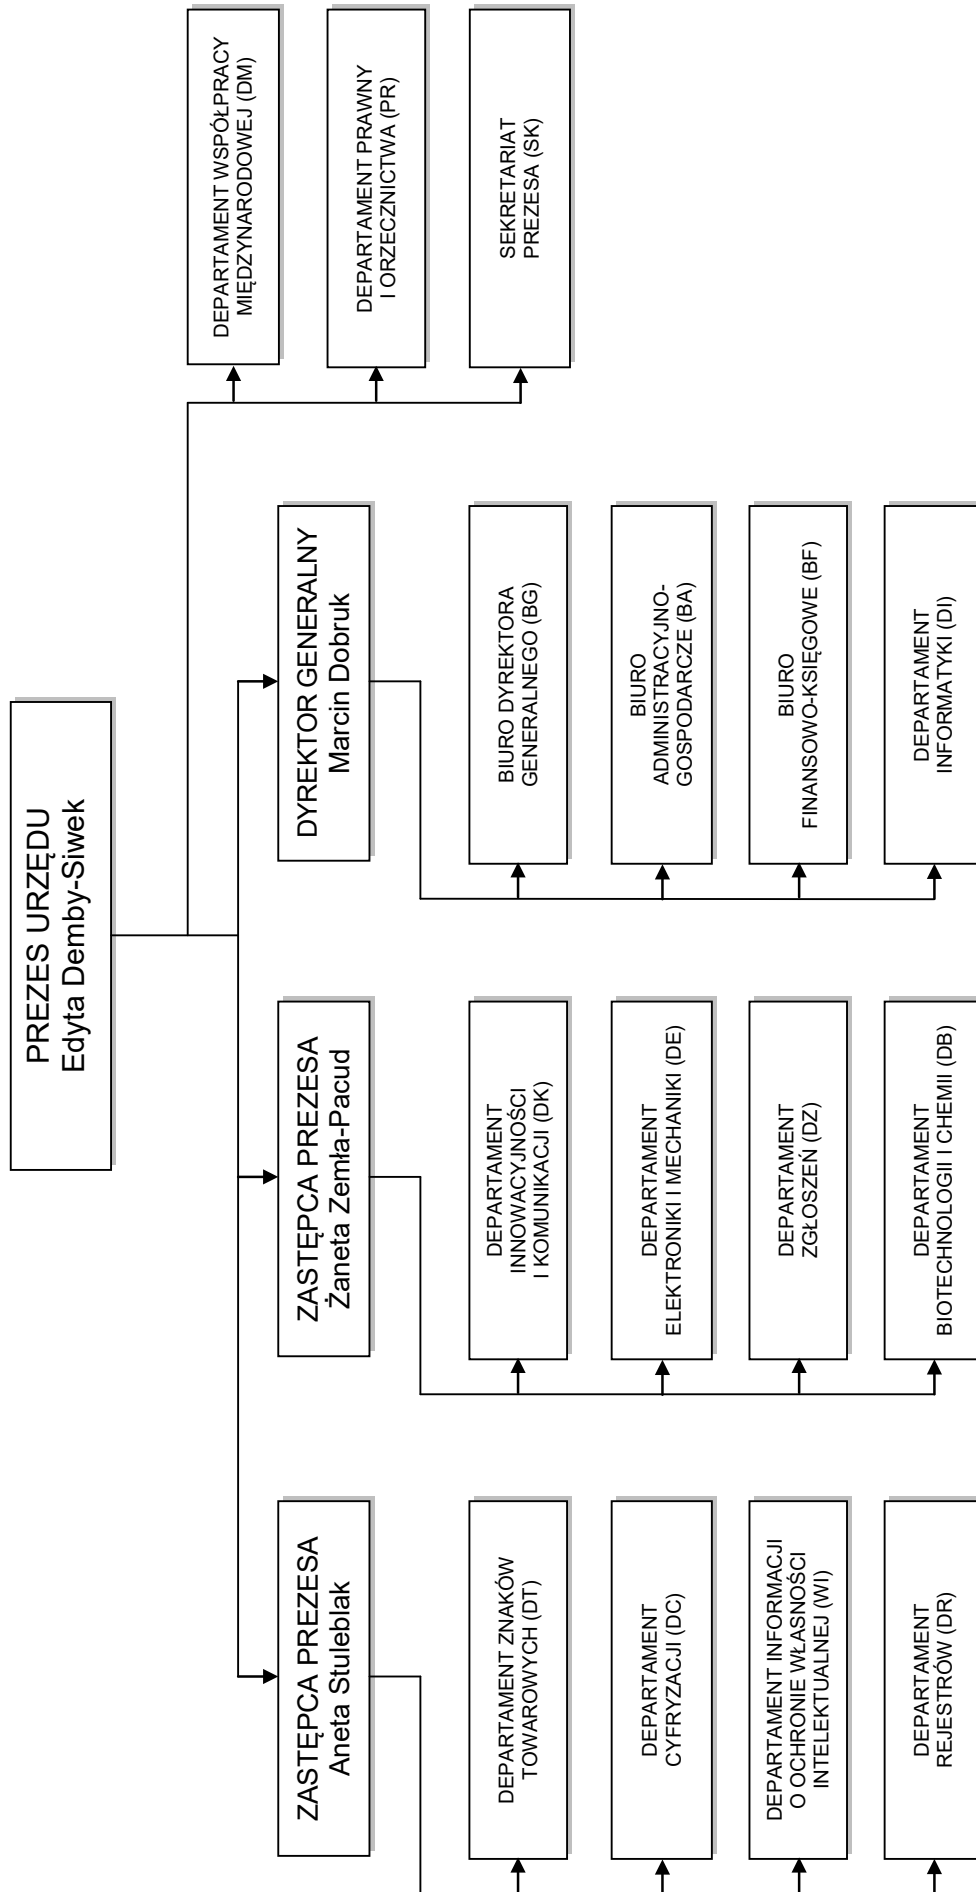 PREZES URZĘDU
Edyta Demby-Siwek
ZASTĘPCA PREZESA
Aneta Stuleblak
DEPARTAMENT ZNAKÓW
TOWAROWYCH (DT)
DEPARTAMENT
CYFRYZACJI (DC)
DEPARTAMENT INFORMACJI
O OCHRONIE WŁASNOŚCI
INTELEKTUALNEJ (WI)
DEPARTAMENT
REJESTRÓW (DR)
ZASTĘPCA PREZESA
Żaneta Zemła-Pacud
DEPARTAMENT
INNOWACYJNOŚCI
I KOMUNIKACJI (DK)
DEPARTAMENT
ELEKTRONIKI I MECHANIKI (DE)
DEPARTAMENT
ZGŁOSZEŃ (DZ)
DEPARTAMENT
BIOTECHNOLOGII I CHEMII (DB)
DYREKTOR GENERALNY
Marcin Dobruk
BIURO DYREKTORA
GENERALNEGO (BG)
BIURO
ADMINISTRACYJNO-
GOSPODARCZE (BA)
BIURO
FINANSOWO-KSIĘGOWE (BF)
DEPARTAMENT
INFORMATYKI (DI)
DEPARTAMENT WSPÓŁPRACY
MIĘDZYNARODOWEJ (DM)
DEPARTAMENT PRAWNY
I ORZECZNICTWA (PR)
SEKRETARIAT
PREZESA (SK)